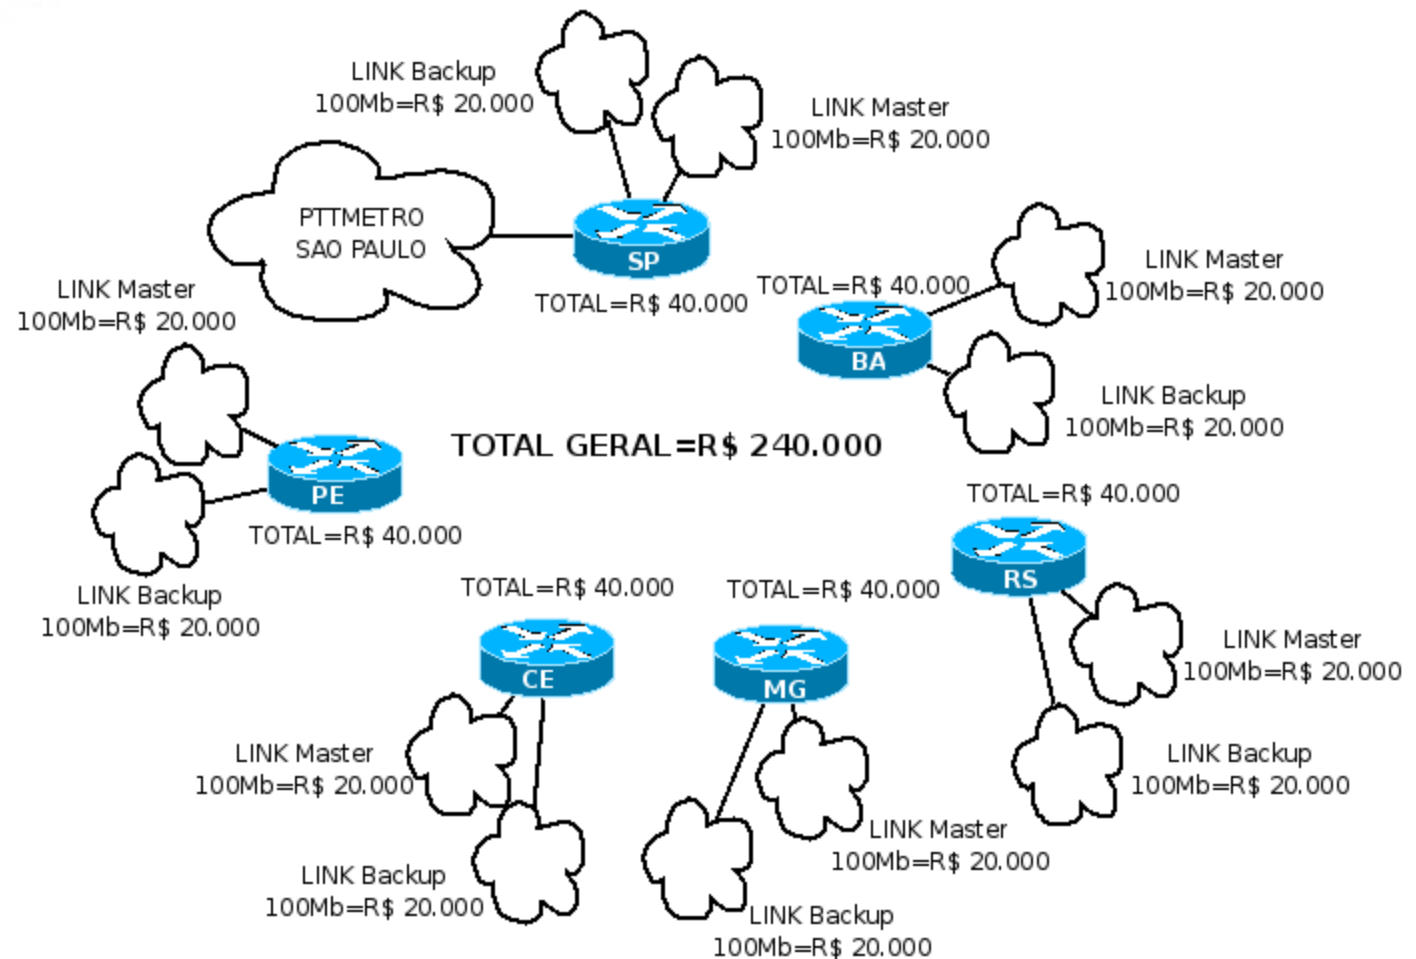 LINK Backup
100Mb=R$ 20.000
LINK Master
100Mb=R$ 20.000
PTTMETRO
SAO PAULO
SP
TOTAL=R$ 40.000
TOTAL=R$ 40.000
BA
LINK Master
100Mb=R$ 20.000
LINK Backup
100Mb=R$ 20.000
LINK Master
100Mb=R$ 20.000
PE
TOTAL=R$ 40.000
LINK Backup
100Mb=R$ 20.000
TOTAL GERAL=R$ 240.000
TOTAL=R$ 40.000
RS
LINK Master
100Mb=R$ 20.000
LINK Backup
100Mb=R$ 20.000
TOTAL=R$ 40.000
CE
LINK Master
100Mb=R$ 20.000
LINK Backup
100Mb=R$ 20.000
TOTAL=R$ 40.000
MG
LINK Master
100Mb=R$ 20.000
LINK Backup
100Mb=R$ 20.000